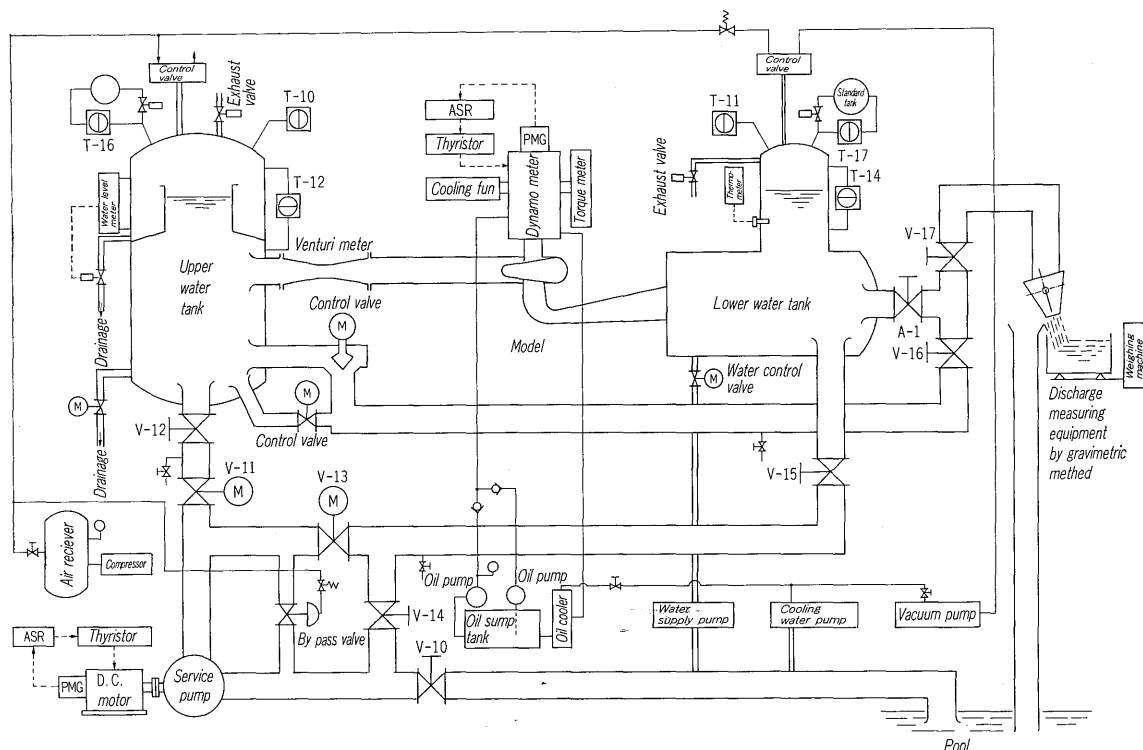 Control
valve
Exhaust
valve
T-10
T-16
T-12
Water level
meter
Drainage
Drainage
Upper
water
tank
Venturi meter
Control valve
M
M
Control valve
M
V-12
V-11
M
V-13
M
ASR
Thyristor
PMG
Cooling fun
Dynamo meter
Torque meter
Model
Control
valve
T-11
Standard
tank
T-17
T-14
Exhaust valve
Thermo-
meter
Lower water tank
V-17
A-1
V-16
M
Water control
valve
V-15
Weighing
machine
Discharge
measuring
equipment
by gravimetric
methed
Air reciever
Compressor
By pass valve
V-14
V-10
Oil pump
Oil pump
Oil sump
tank
Oil cooler
Water
supply pump
Cooling
water pump
Vacuum pump
ASR
Thyristor
PMG
D.C.
motor
Service
pump
Pool